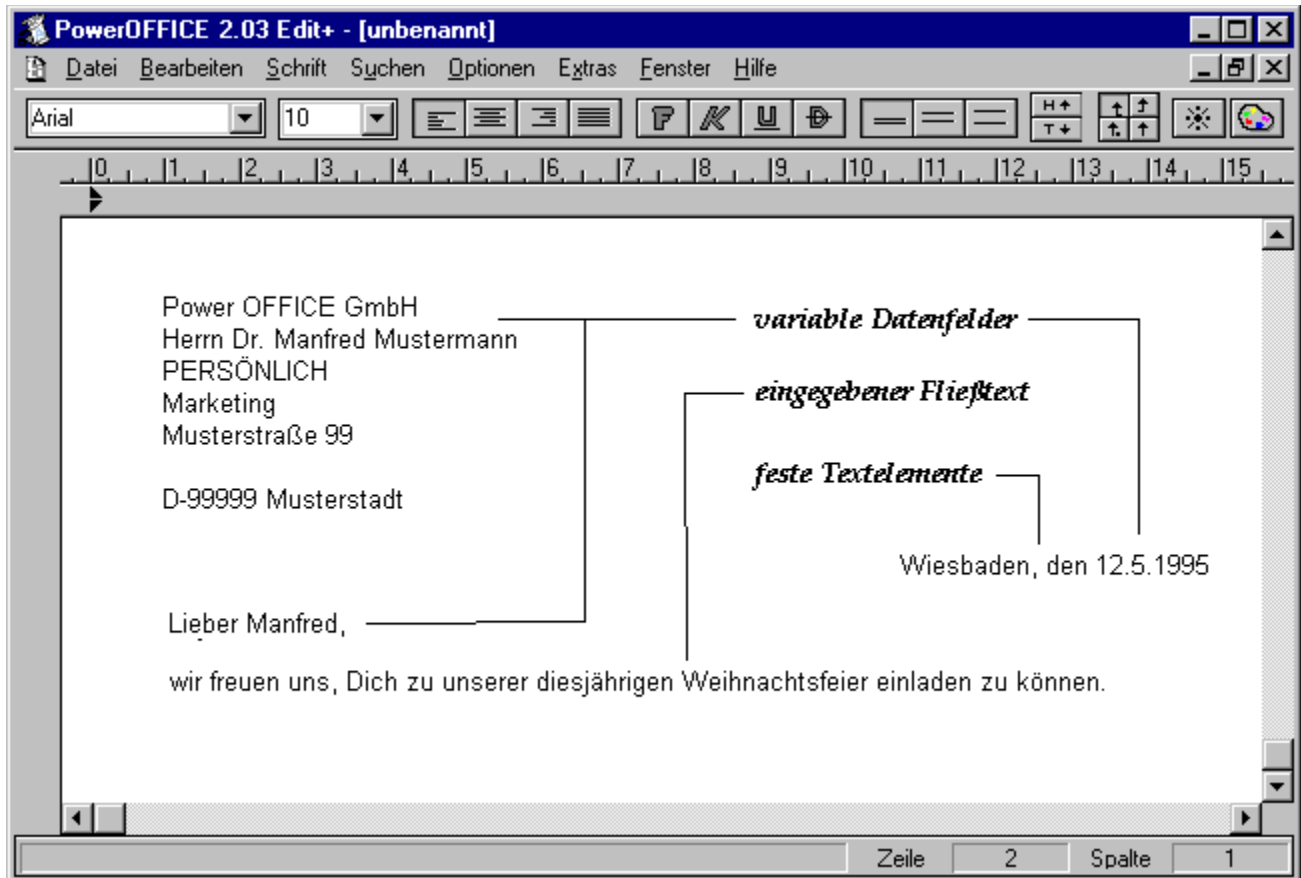 PowerOFFICE 2.03 Edit+ - [unbenannt]
Datei Bearbeiten Schrift Suchen Optionen Extras Fenster Hilfe
Arial 10 F K U D H T
0 1 2 3 4 5 6 7 8 9 10 11 12 13 14 15
Power OFFICE GmbH
Herrn Dr. Manfred Mustermann
PERSÖNLICH
Marketing
Musterstraße 99
D-99999 Musterstadt
variable Datenfelder
eingegebener Fließtext
feste Textelemente
Wiesbaden, den 12.5.1995
Lieber Manfred,
wir freuen uns, Dich zu unserer diesjährigen Weihnachtsfeier einladen zu können.
Zeile 2 Spalte 1